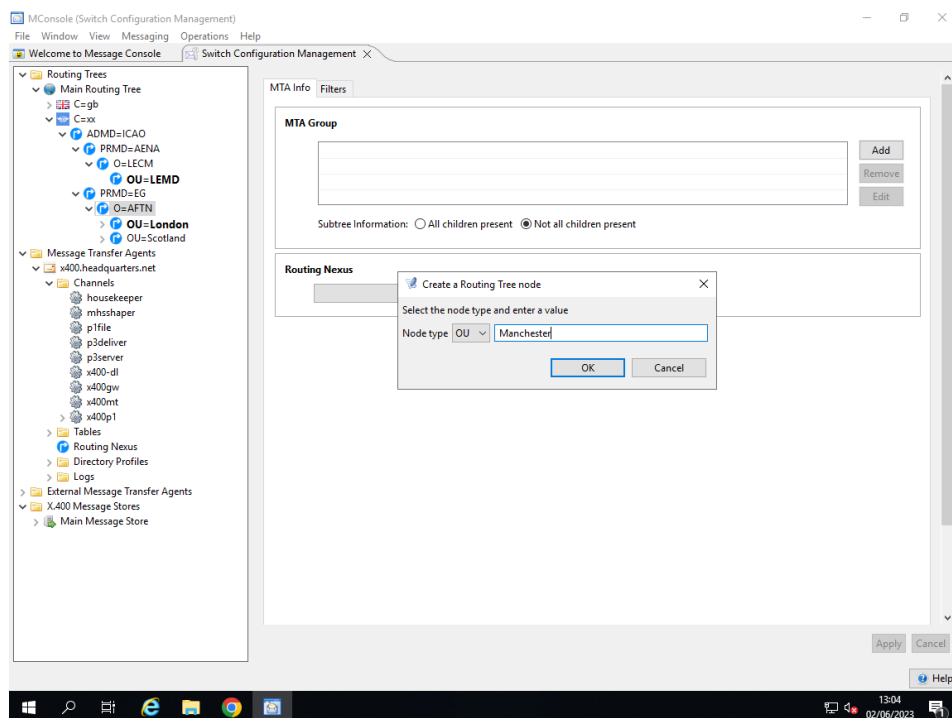 MConsole (Switch Configuration Management)
File Window View Messaging Operations Help
Welcome to Message Console
Switch Configuration Management
Routing Trees
Main Routing Tree
C=gb
C=xx
ADMD=ICAO
PRMD=AENA
O=LECM
OU=LEMD
PRMD=EG
O=AFTN
OU=London
OU=Scotland
Message Transfer Agents
x400.headquarters.net
Channels
housekeeper
mhsshaper
p1file
p3deliver
p3server
x400-dl
x400gw
x400mt
x400p1
Tables
Routing Nexus
Directory Profiles
Logs
External Message Transfer Agents
X.400 Message Stores
Main Message Store
MTA Info Filters
MTA Group
Add
Remove
Edit
Subtree Information: All children present Not all children present
Routing Nexus
Create a Routing Tree node
Select the node type and enter a value
Node type OU Manchester
OK Cancel
Apply Cancel
Help
13:04
02/06/2023
1